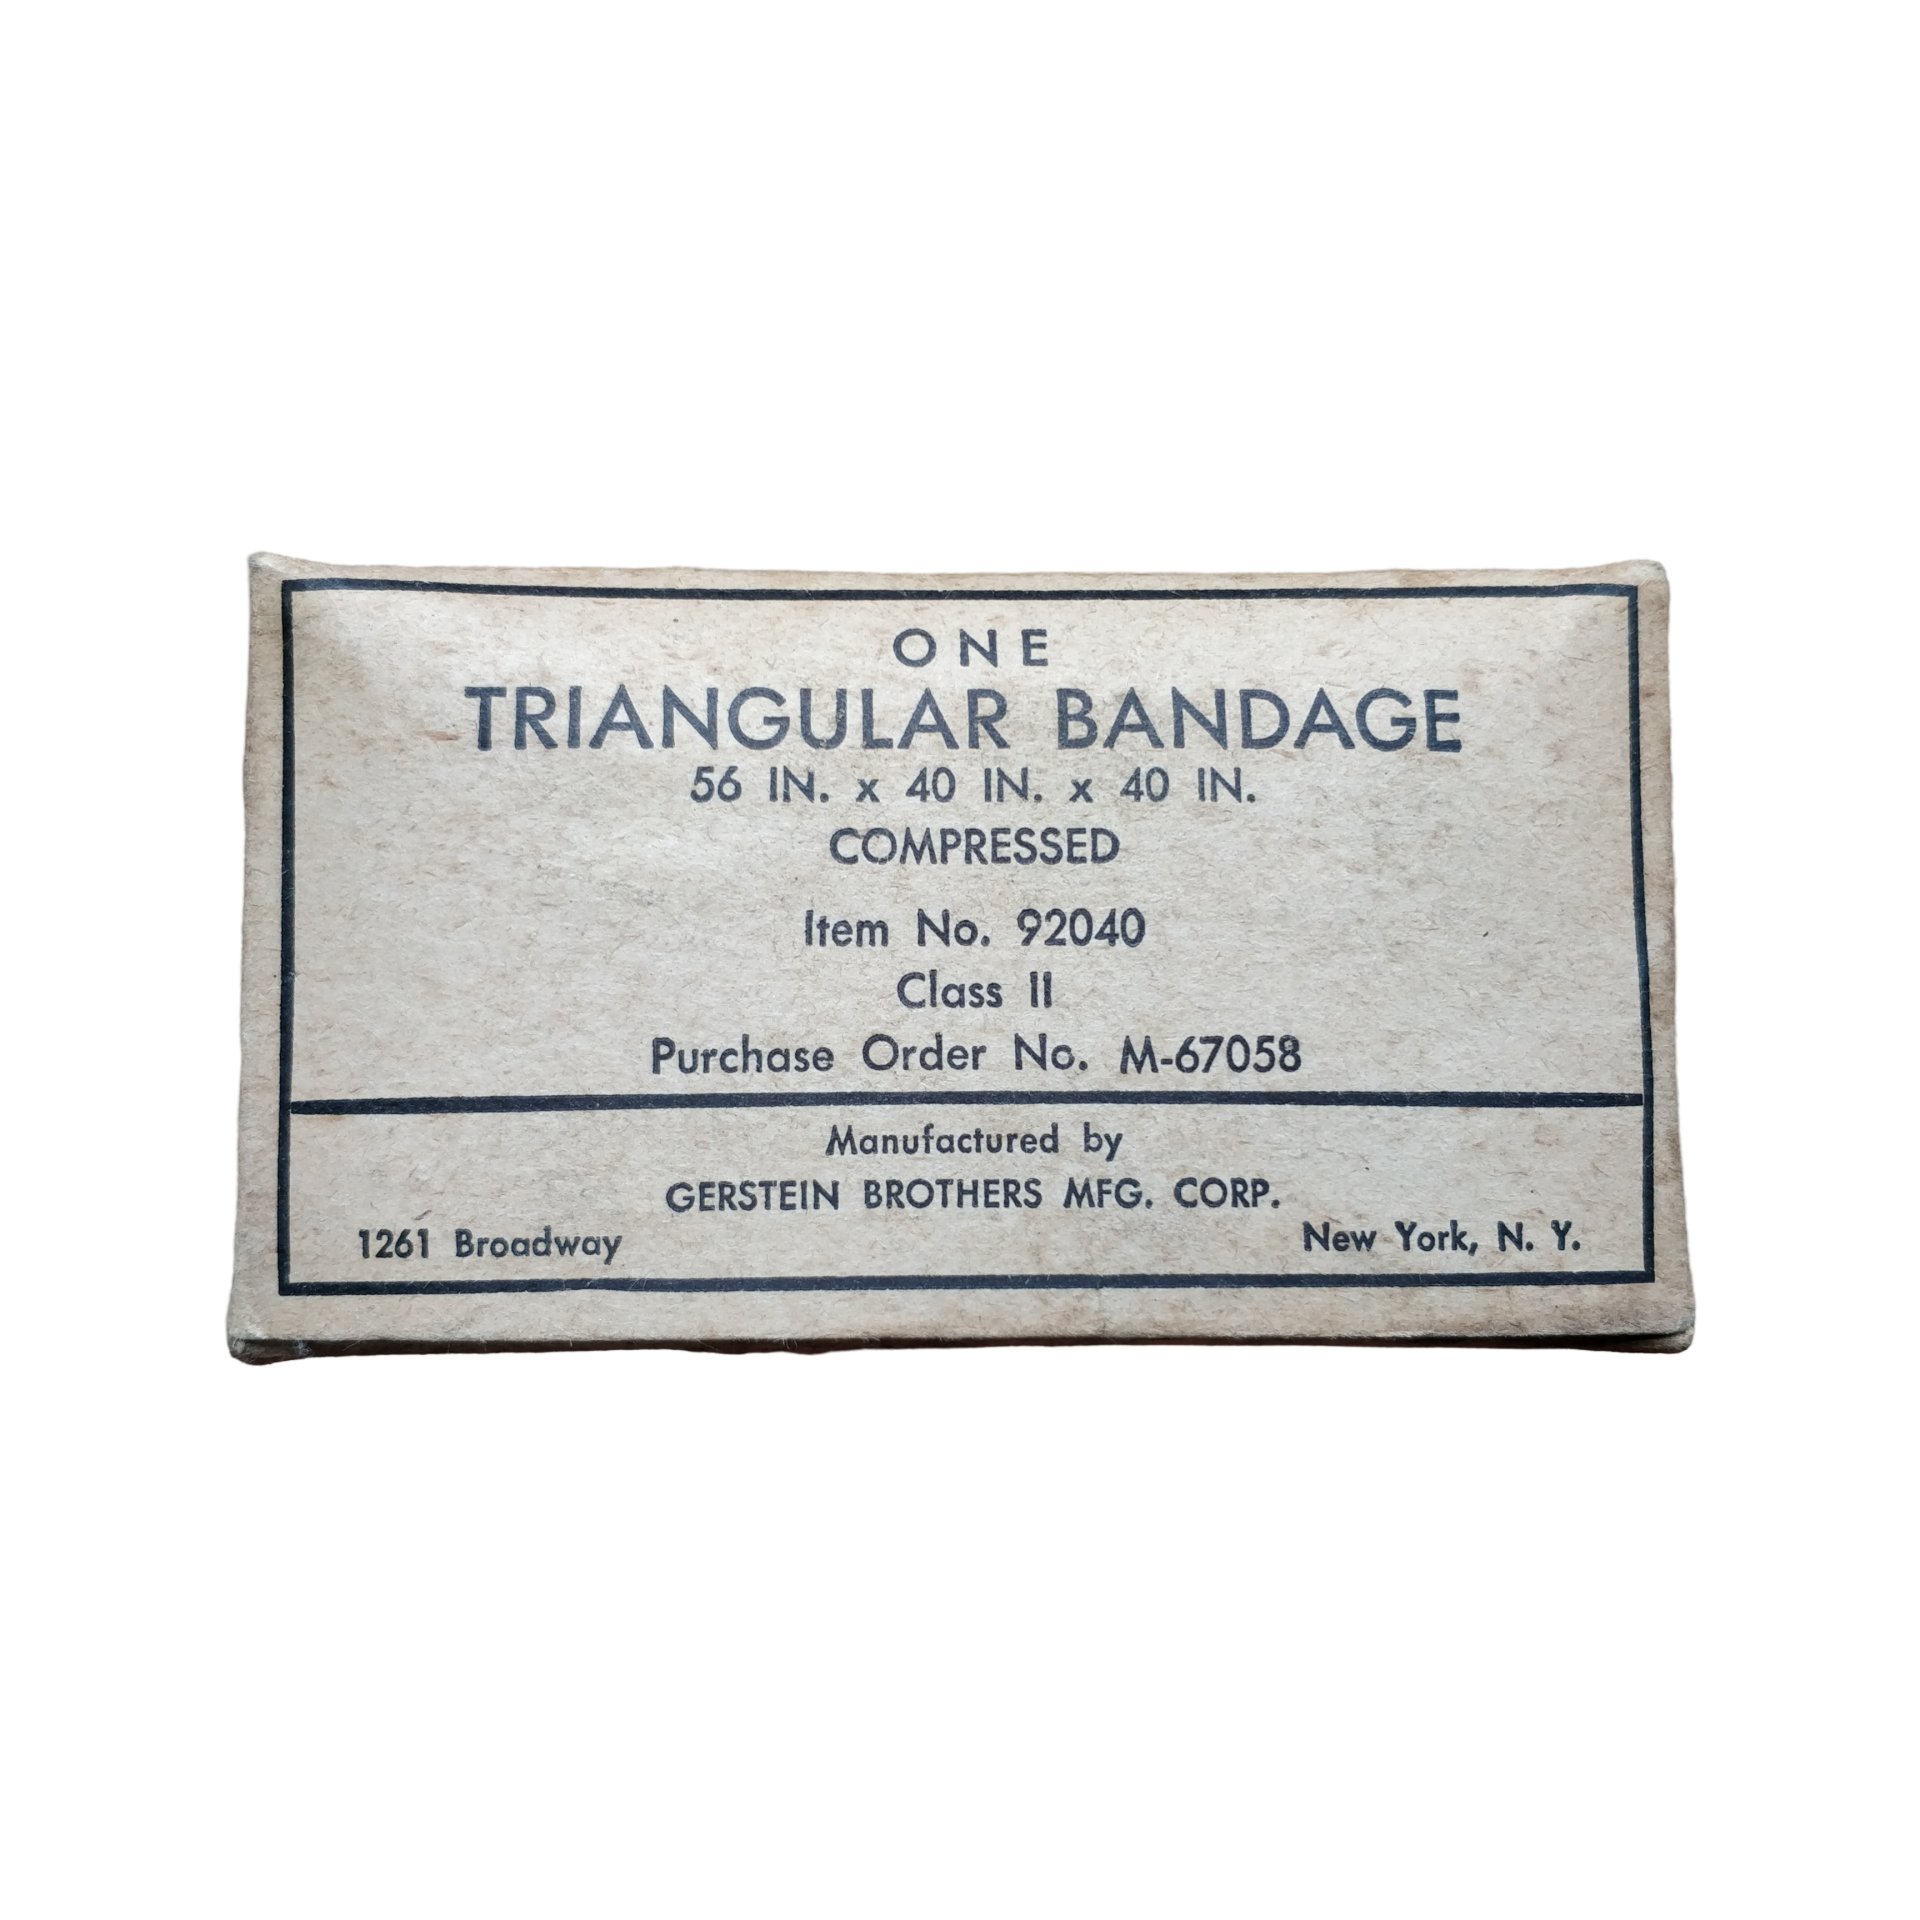 ONE
TRIANGULAR BANDAGE
56 IN. x 40 IN. x 40 IN.
COMPRESSED
Item No. 92040
Class II
Purchase Order No. M-67058
Manufactured by
GERSTEIN BROTHERS MFG. CORP.
1261 Broadway New York, N. Y.